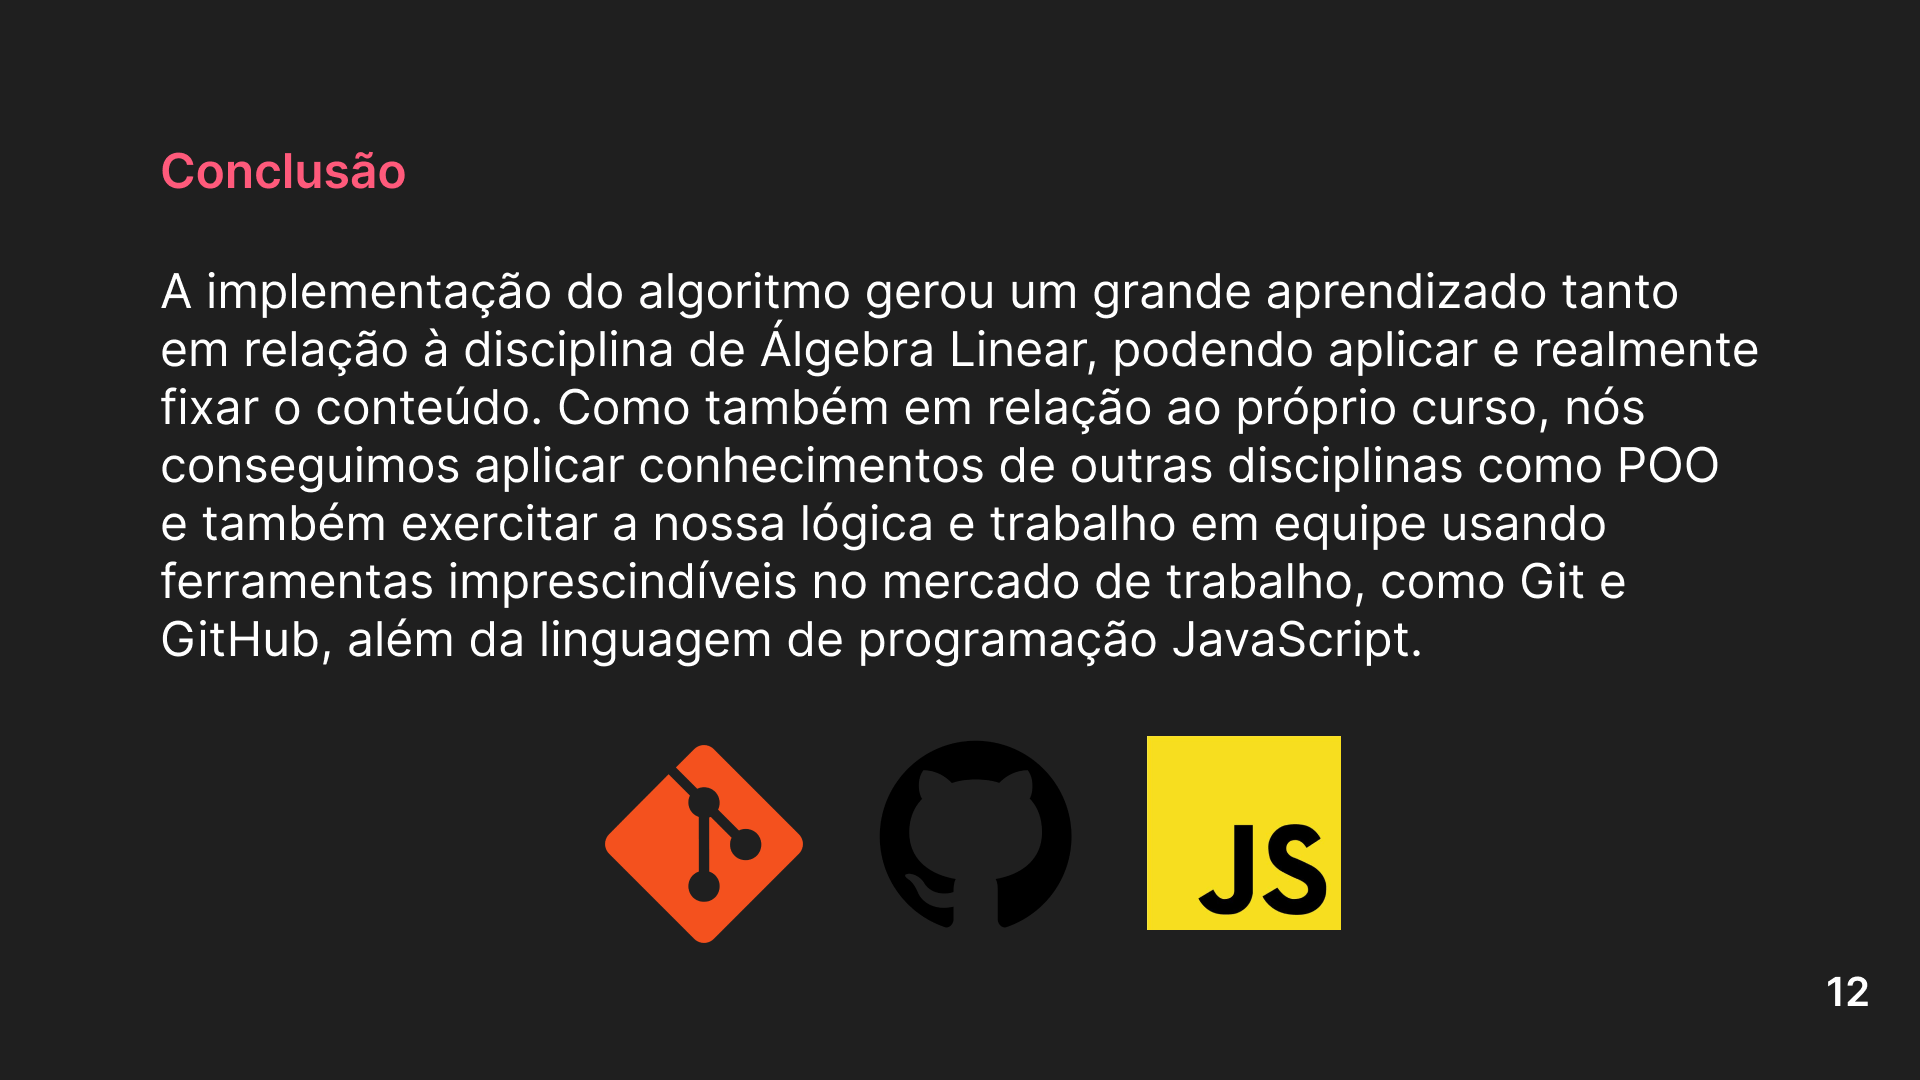 Conclusão
A implementação do algoritmo gerou um grande aprendizado tanto
em relação à disciplina de Álgebra Linear, podendo aplicar e realmente
fixar o conteúdo. Como também em relação ao próprio curso, nós
conseguimos aplicar conhecimentos de outras disciplinas como POO
e também exercitar a nossa lógica e trabalho em equipe usando
ferramentas imprescindíveis no mercado de trabalho, como Git e
GitHub, além da linguagem de programação JavaScript.
JS
12